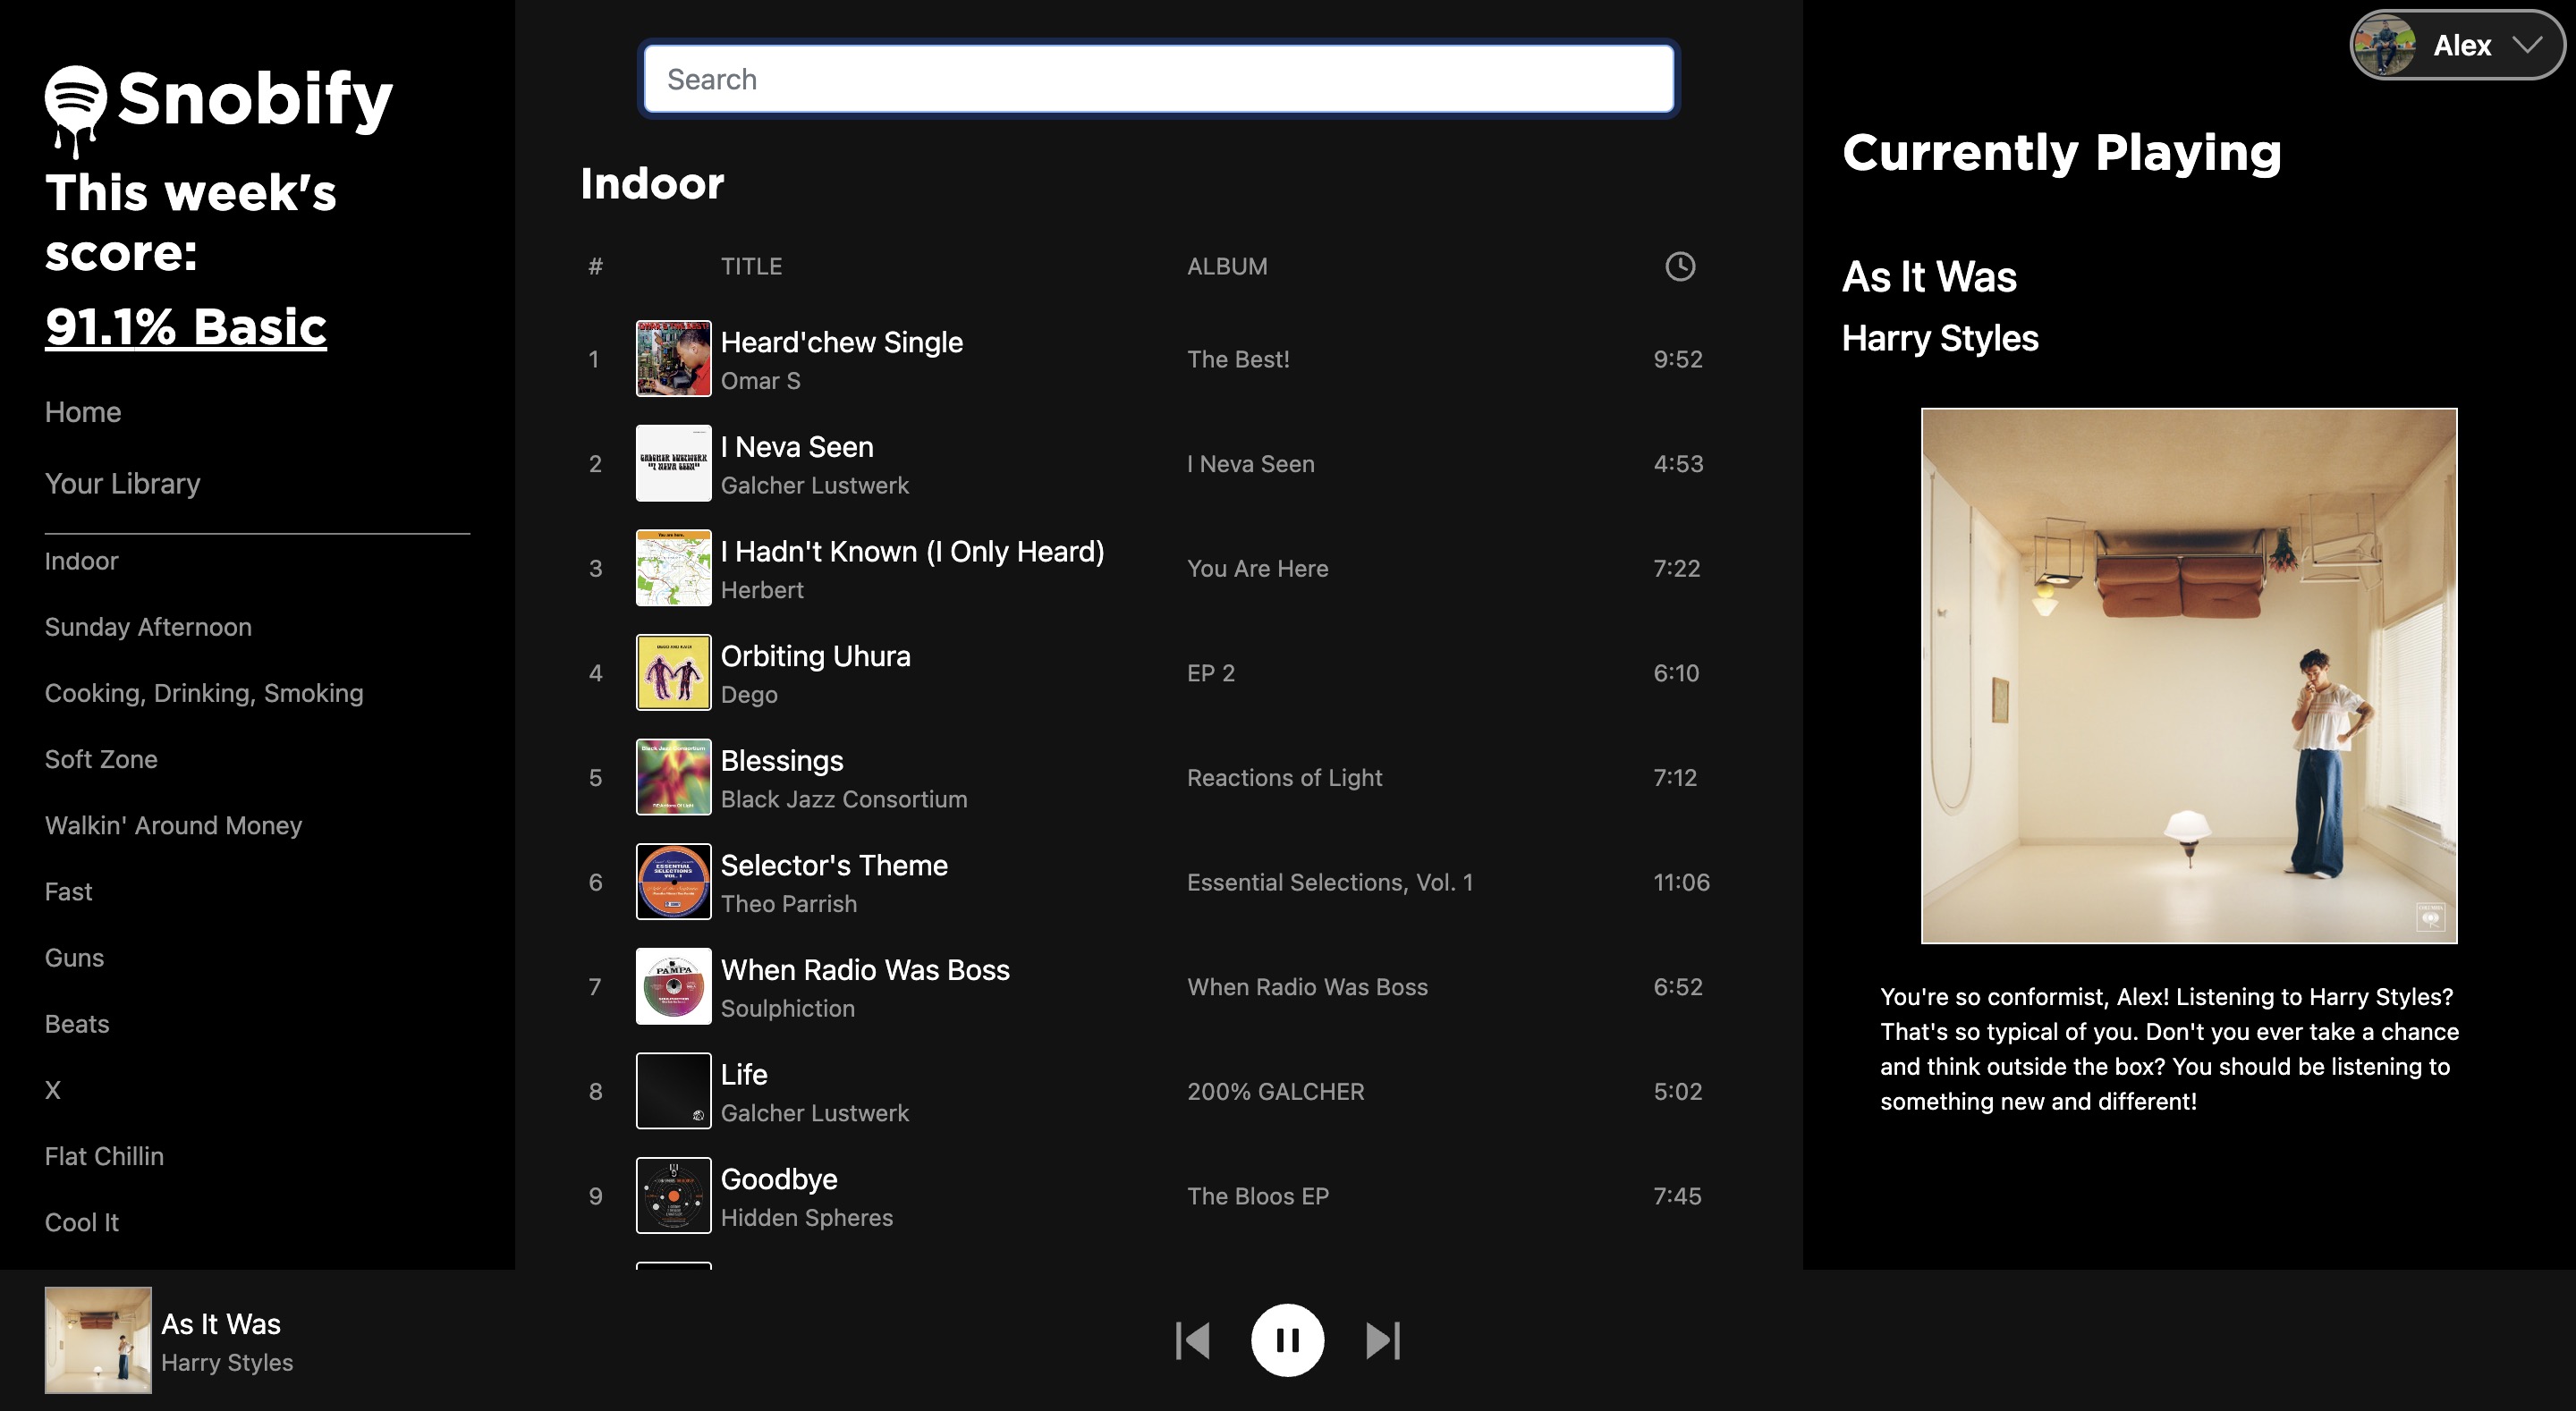 Snobify
This week's
score:
91.1% Basic
Home
Your Library
Indoor
Sunday Afternoon
Cooking, Drinking, Smoking
Soft Zone
Walkin' Around Money
Fast
Guns
Beats
X
Flat Chillin
Cool It
Search
Indoor
# TITLE ALBUM
1 Heard'chew Single The Best! 9:52
Omar S
2 I Neva Seen I Neva Seen 4:53
Galcher Lustwerk
3 I Hadn't Known (I Only Heard) You Are Here 7:22
Herbert
4 Orbiting Uhura EP 2 6:10
Dego
5 Blessings Reactions of Light 7:12
Black Jazz Consortium
6 Selector's Theme Essential Selections, Vol. 1 11:06
Theo Parrish
7 When Radio Was Boss When Radio Was Boss 6:52
Soulphiction
8 Life 200% GALCHER 5:02
Galcher Lustwerk
9 Goodbye The Bloos EP 7:45
Hidden Spheres
Alex
Currently Playing
As It Was
Harry Styles
You're so conformist, Alex! Listening to Harry Styles?
That's so typical of you. Don't you ever take a chance
and think outside the box? You should be listening to
something new and different!
As It Was
Harry Styles